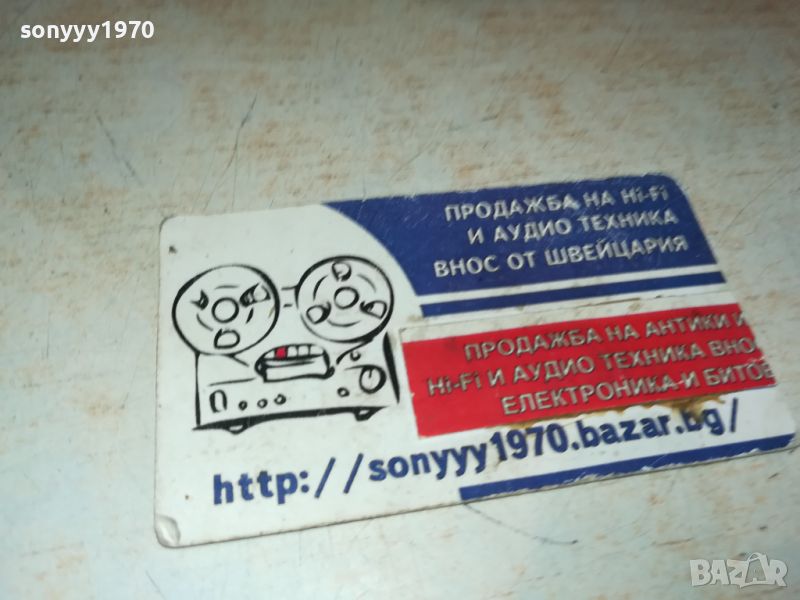 sonyyy1970
ПРОДАЖБА НА Hi-Fi
И АУДИО ТЕХНИКА
ВНОС ОТ ШВЕЙЦАРИЯ
ПРОДАЖБА НА АНТИКИ И
Hi-Fi И АУДИО ТЕХНИКА ВНО
ЕЛЕКТРОНИКА-И БИТОВ
http://sonyyy1970.bazar.bg/
BAZAR